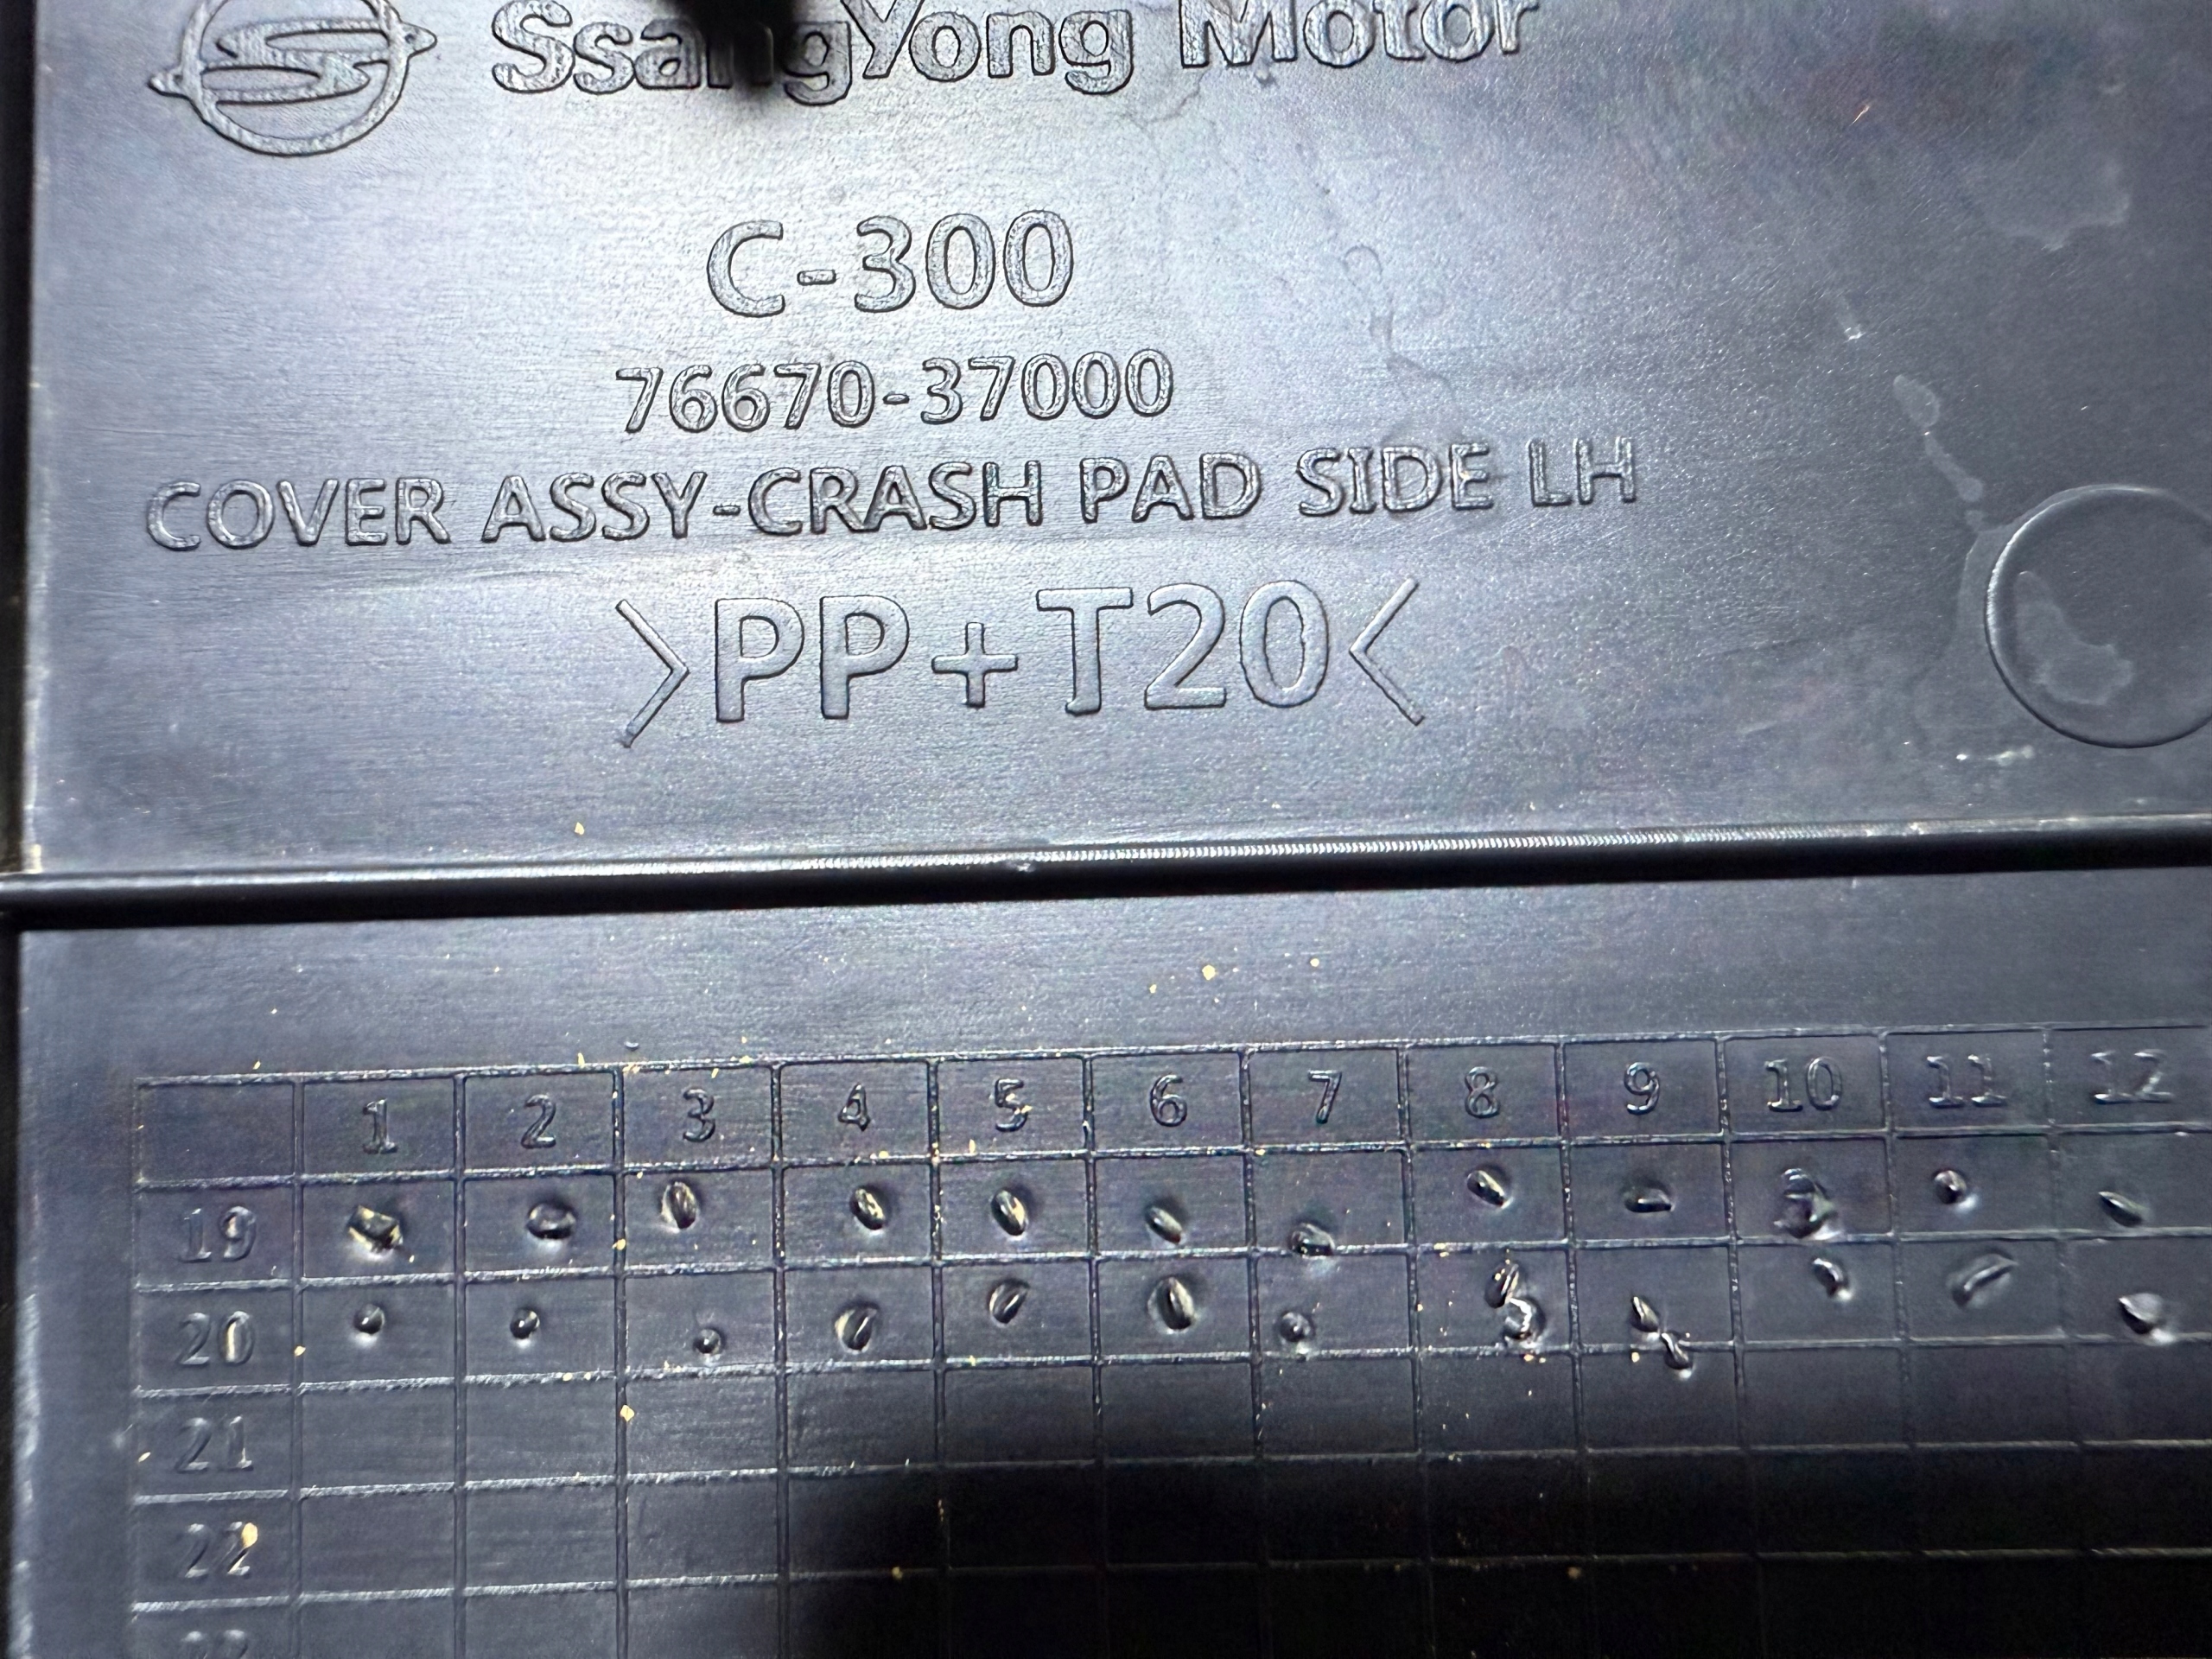 SsangYong Motor
C-300
76670-37000
COVER ASSY-CRASH PAD SIDE LH
>PP+T20<
1 2 3 4 5 6 7 8 9 10 11 12
19
20
21
22